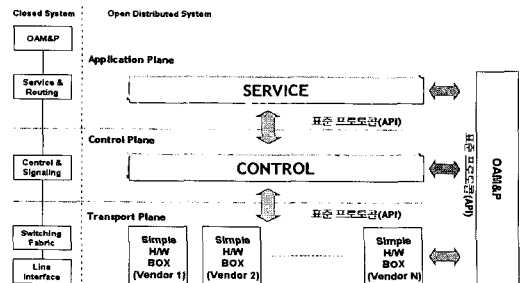 Closed System
Open Distributed System
OAM&P
Service &
Routing
Control &
Signaling
Switching
Fabric
Line
Interface
Application Plane
SERVICE
표준 프로토콜(API)
Control Plane
CONTROL
표준 프로토콜(API)
Transport Plane
Simple
H/W
BOX
(Vendor 1)
Simple
H/W
BOX
(Vendor 2)
Simple
H/W
BOX
(Vendor N)
표준 프로토콜(API)
OAM&P